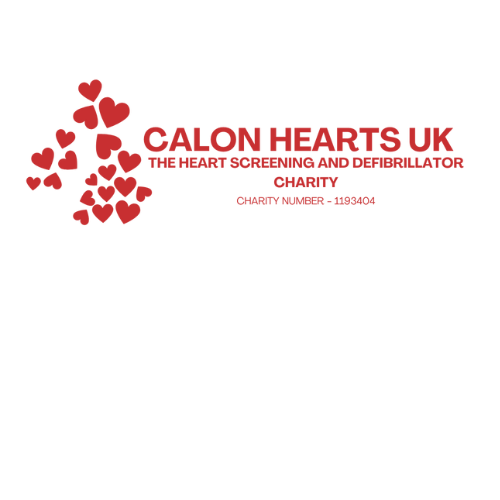 CALON HEARTS UK
THE HEART SCREENING AND DEFIBRILLATOR
CHARITY
CHARITY NUMBER - 1193404